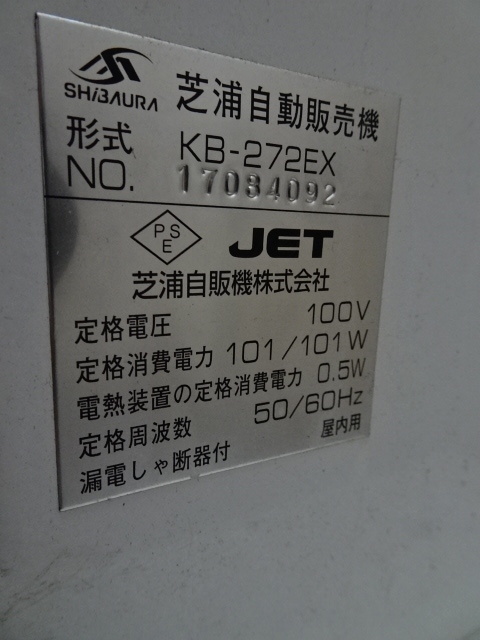 SHiBAURA
芝浦自動販売機
形式 KB-272EX
NO. 17084092
PSE JET
芝浦自販機株式会社
定格電圧 100V
定格消費電力 101/101W
電熱装置の定格消費電力 0.5W
定格周波数 50/60Hz
漏電しゃ断器付 屋内用